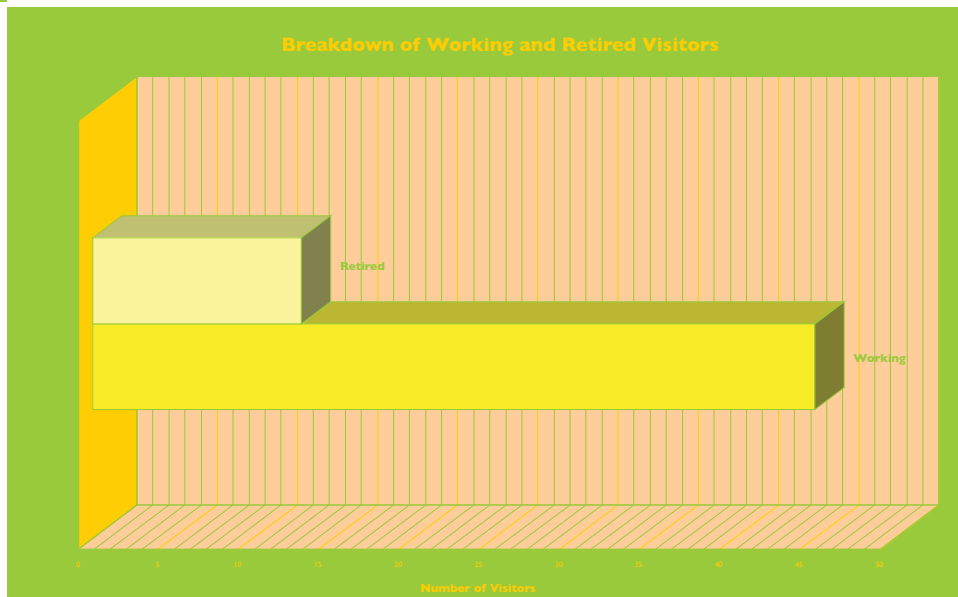 Breakdown of Working and Retired Visitors
Retired
Working
0 5 10 15 20 25 30 35 40 45 50
Number of Visitors